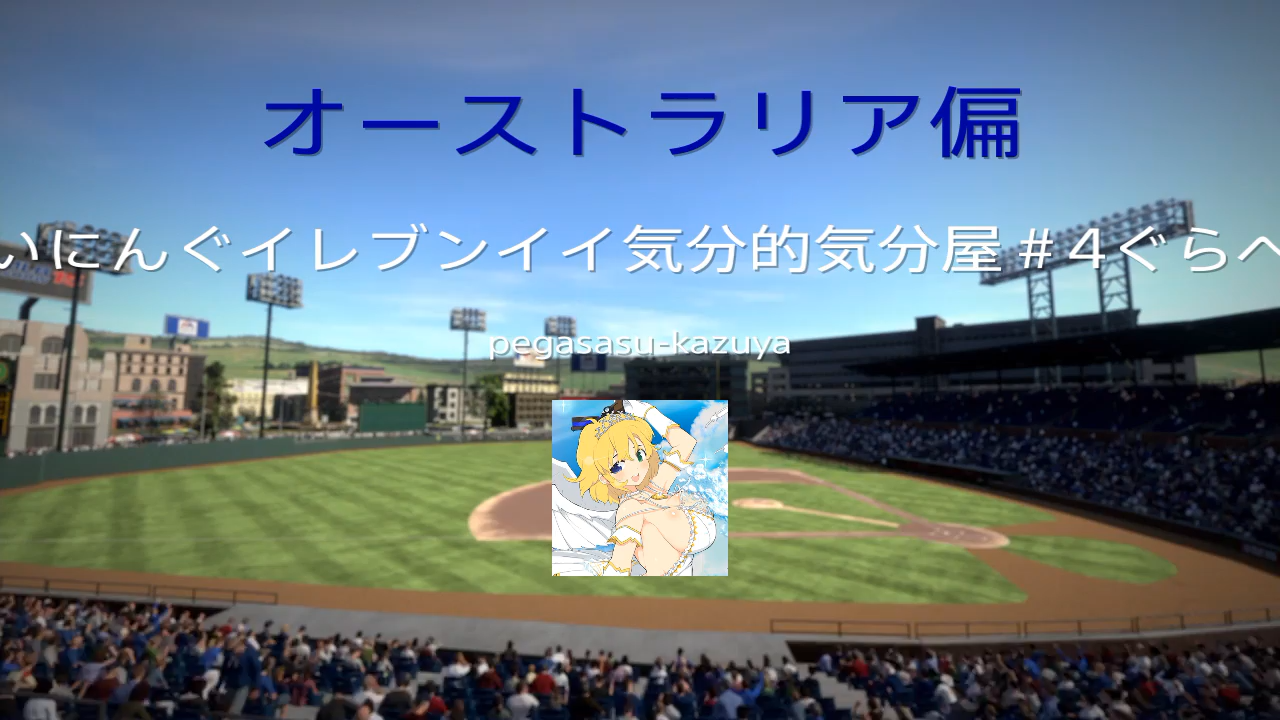 オーストラリア偏
いにんぐイレブンイイ気分的気分屋#4ぐらへ
pegasasu-kazuya